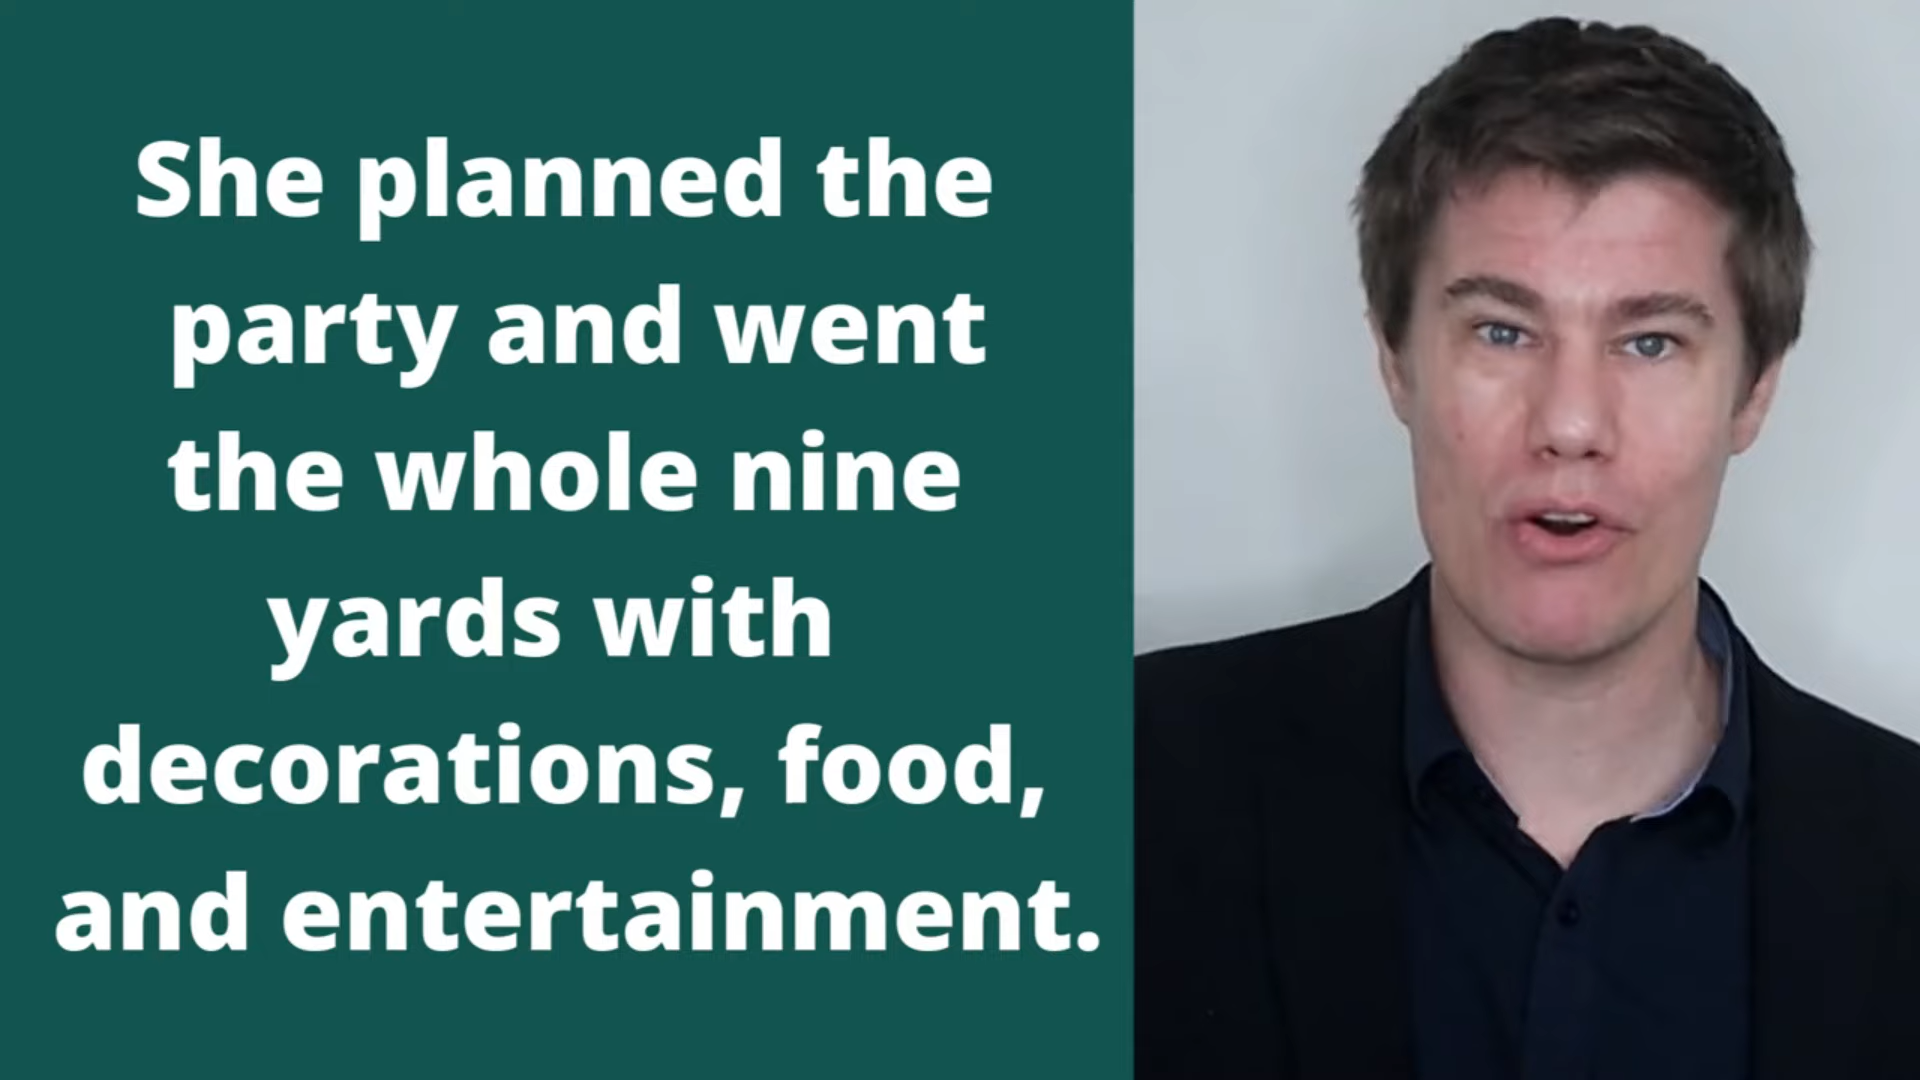 She planned the
party and went
the whole nine
yards with
decorations, food,
and entertainment.